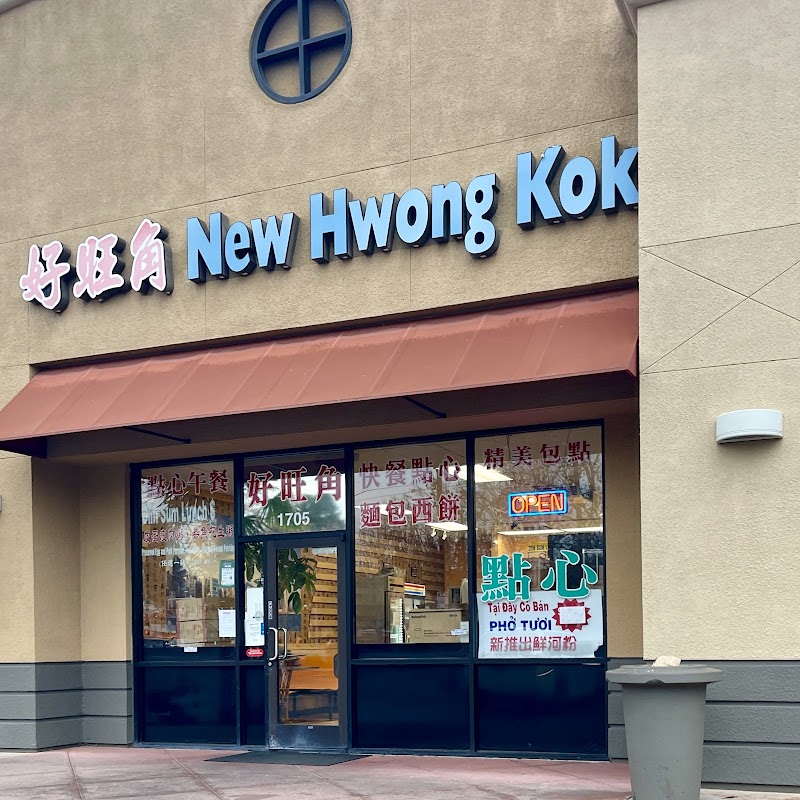 好旺角 New Hwong Kok
點心午餐
Dim Sum Lunch
好旺角
1705
快餐點心
麵包西餅
精美包點
OPEN
點心
Tại Đây Có Bán
PHỞ TƯƠI
新推出鮮河粉